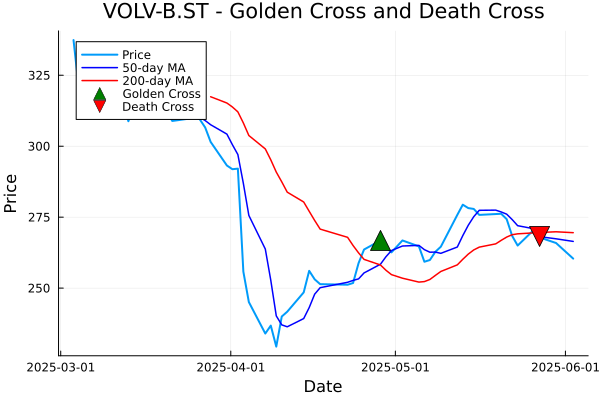 VOLV-B.ST - Golden Cross and Death Cross
Price
50-day MA
200-day MA
Golden Cross
Death Cross
Price
325
300
275
250
2025-03-01
2025-04-01
2025-05-01
2025-06-01
Date